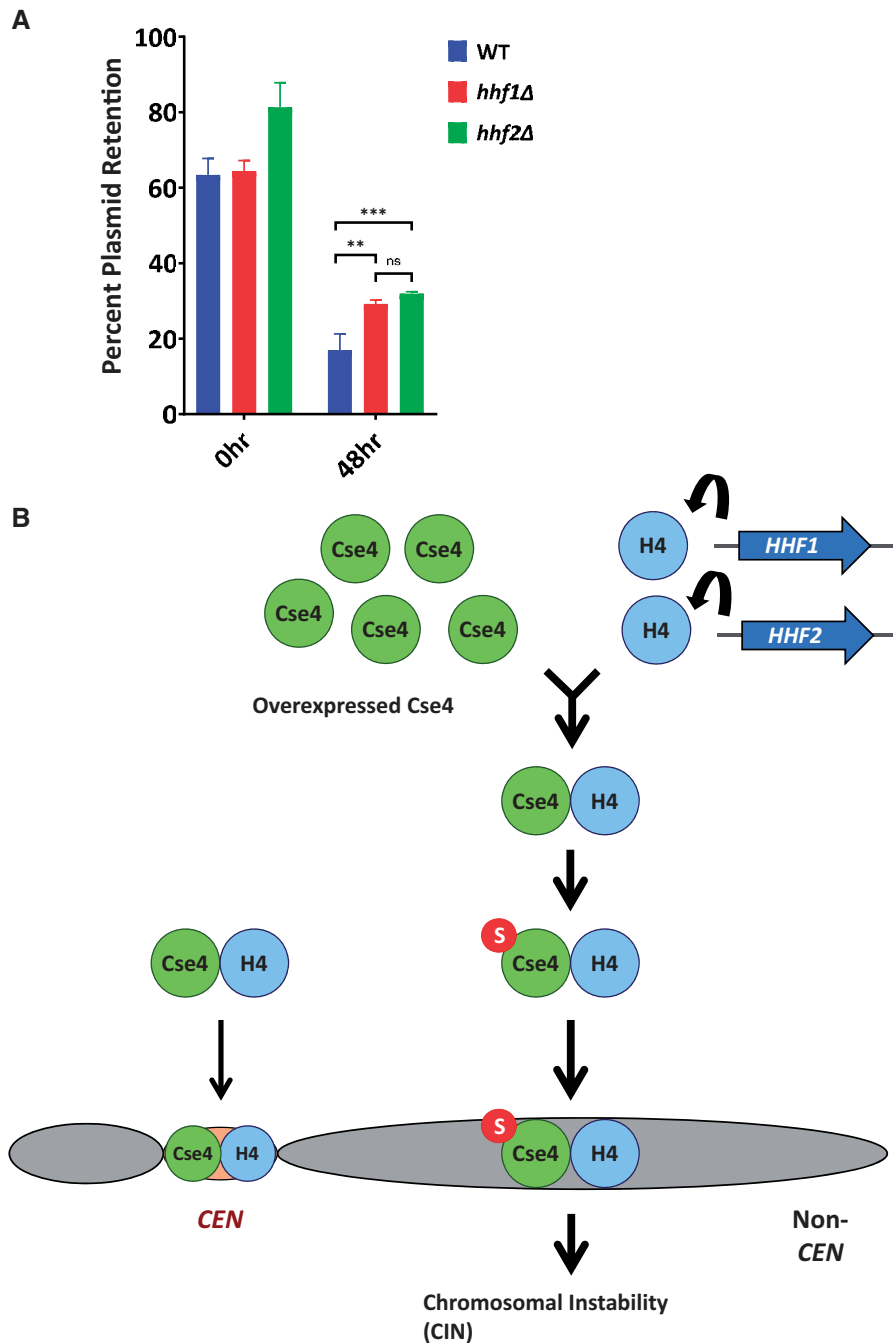 A
Percent Plasmid Retention
100
80
60
40
20
0
0hr
48hr
WT
hhf1Δ
hhf2Δ
***
**
ns
B
Cse4
Cse4
Cse4
Cse4
Cse4
Overexpressed Cse4
H4
HHF1
H4
HHF2
Cse4
H4
Cse4
H4
S
Cse4
H4
Cse4
H4
S
Cse4
H4
CEN
Non-
CEN
Chromosomal Instability
(CIN)